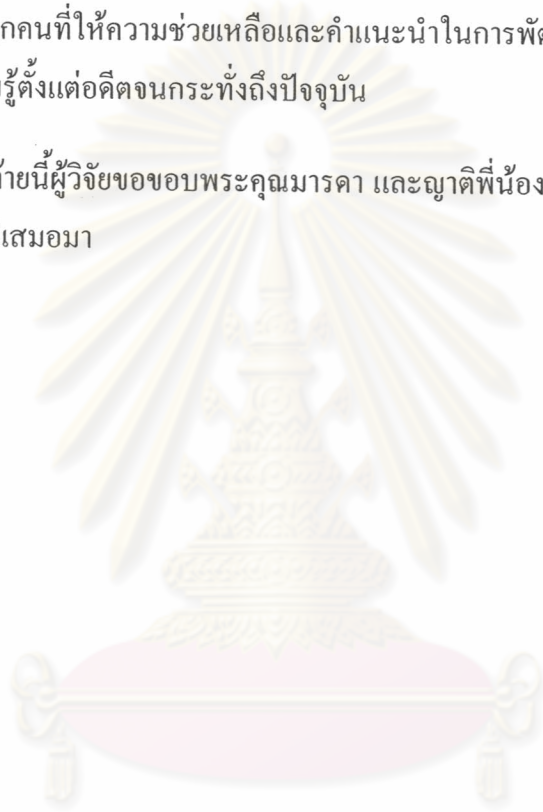 กคนที่ให้ความช่วยเหลือและคำแนะนำในการพัต
รู้ตั้งแต่อดีตจนกระทั่งถึงปัจจุบัน
ท้ายนี้ผู้วิจัยขอขอบพระคุณมารดา และญาติพี่น้อง
เสมอมา